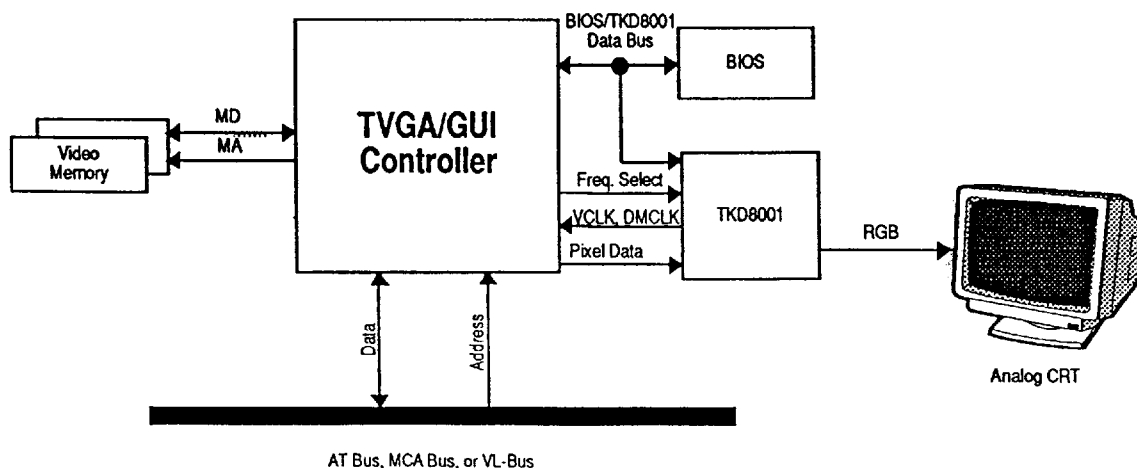 BIOS/TKD8001
Data Bus
BIOS
TVGA/GUI
Controller
MD
MA
Video
Memory
Freq. Select
VCLK, DMCLK
Pixel Data
TKD8001
RGB
Data
Address
Analog CRT
AT Bus, MCA Bus, or VL-Bus